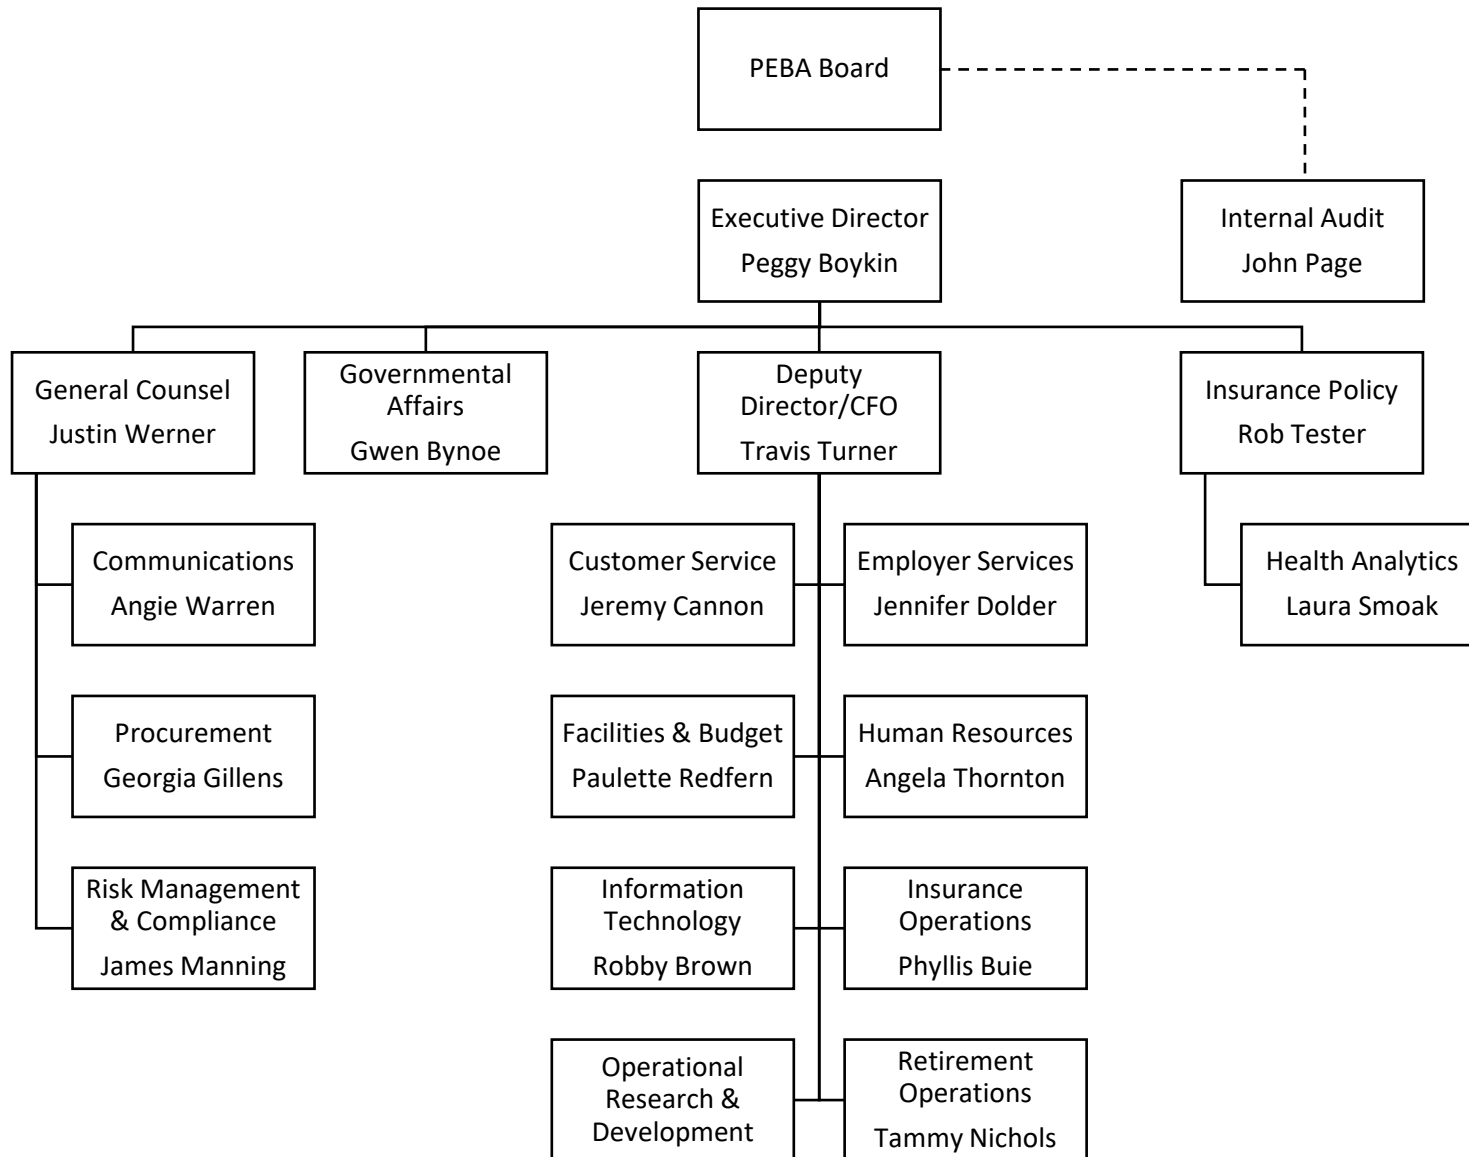 PEBA Board
Executive Director
Peggy Boykin
Internal Audit
John Page
General Counsel
Justin Werner
Governmental
Affairs
Gwen Bynoe
Deputy
Director/CFO
Travis Turner
Insurance Policy
Rob Tester
Communications
Angie Warren
Customer Service
Jeremy Cannon
Employer Services
Jennifer Dolder
Health Analytics
Laura Smoak
Procurement
Georgia Gillens
Facilities & Budget
Paulette Redfern
Human Resources
Angela Thornton
Risk Management
& Compliance
James Manning
Information
Technology
Robby Brown
Insurance
Operations
Phyllis Buie
Operational
Research &
Development
Retirement
Operations
Tammy Nichols